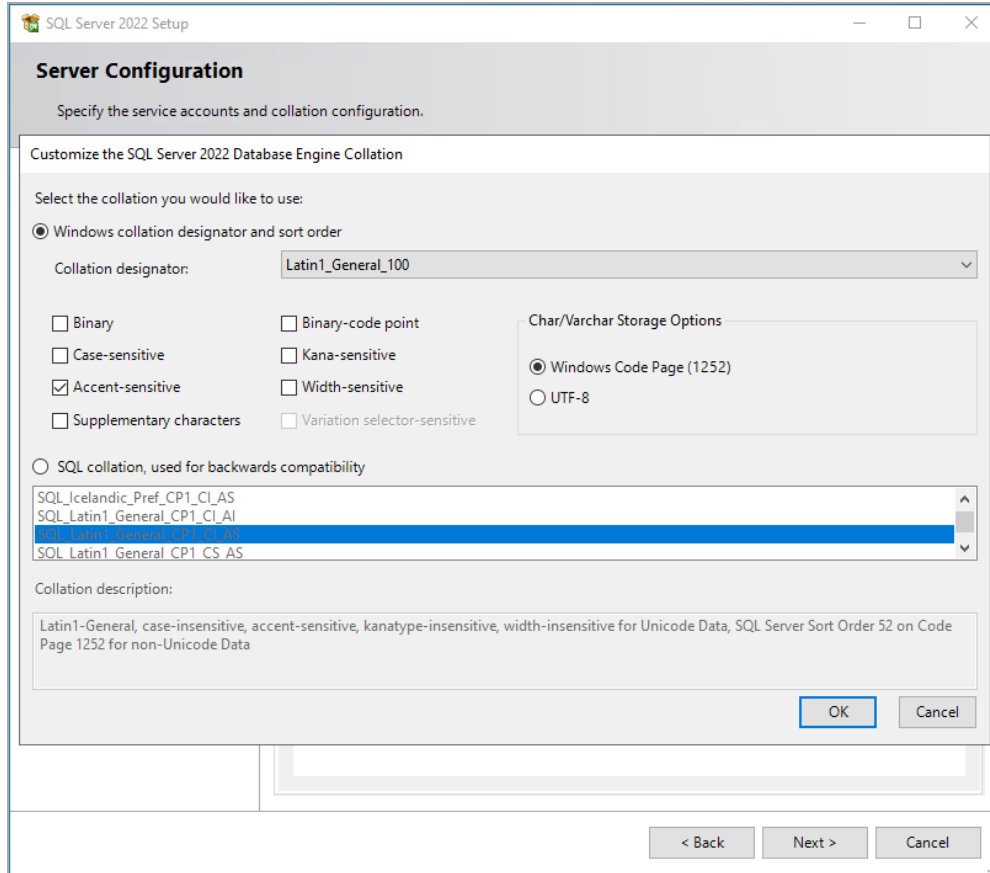 SQL Server 2022 Setup
Server Configuration
Specify the service accounts and collation configuration.
Customize the SQL Server 2022 Database Engine Collation
Select the collation you would like to use:
Windows collation designator and sort order
Collation designator:
Latin1_General_100
Binary
Binary-code point
Char/Varchar Storage Options
Case-sensitive
Kana-sensitive
Windows Code Page (1252)
Accent-sensitive
Width-sensitive
UTF-8
Supplementary characters
Variation selector-sensitive
SQL collation, used for backwards compatibility
SQL_Icelandic_Pref_CP1_CI_AS
SQL_Latin1_General_CP1_CI_AI
SQL_Latin1_General_CP1_CI_AS
SQL_Latin1_General_CP1_CS_AS
Collation description:
Latin1-General, case-insensitive, accent-sensitive, kanatype-insensitive, width-insensitive for Unicode Data, SQL Server Sort Order 52 on Code
Page 1252 for non-Unicode Data
OK
Cancel
< Back
Next >
Cancel